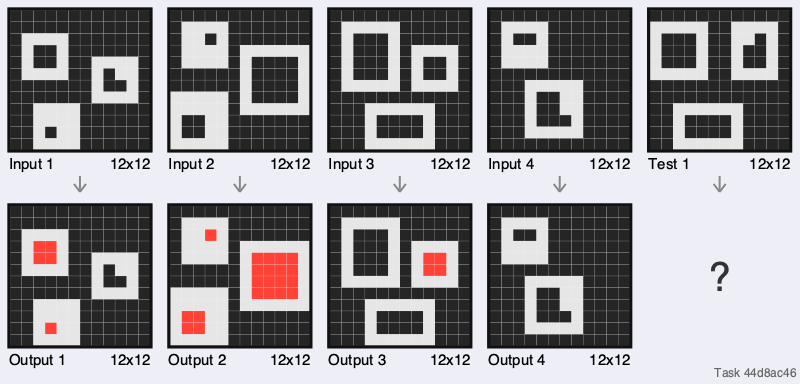 Input 1 12x12
Input 2 12x12
Input 3 12x12
Input 4 12x12
Test 1 12x12
?
Output 1 12x12
Output 2 12x12
Output 3 12x12
Output 4 12x12
Task 44d8ac46